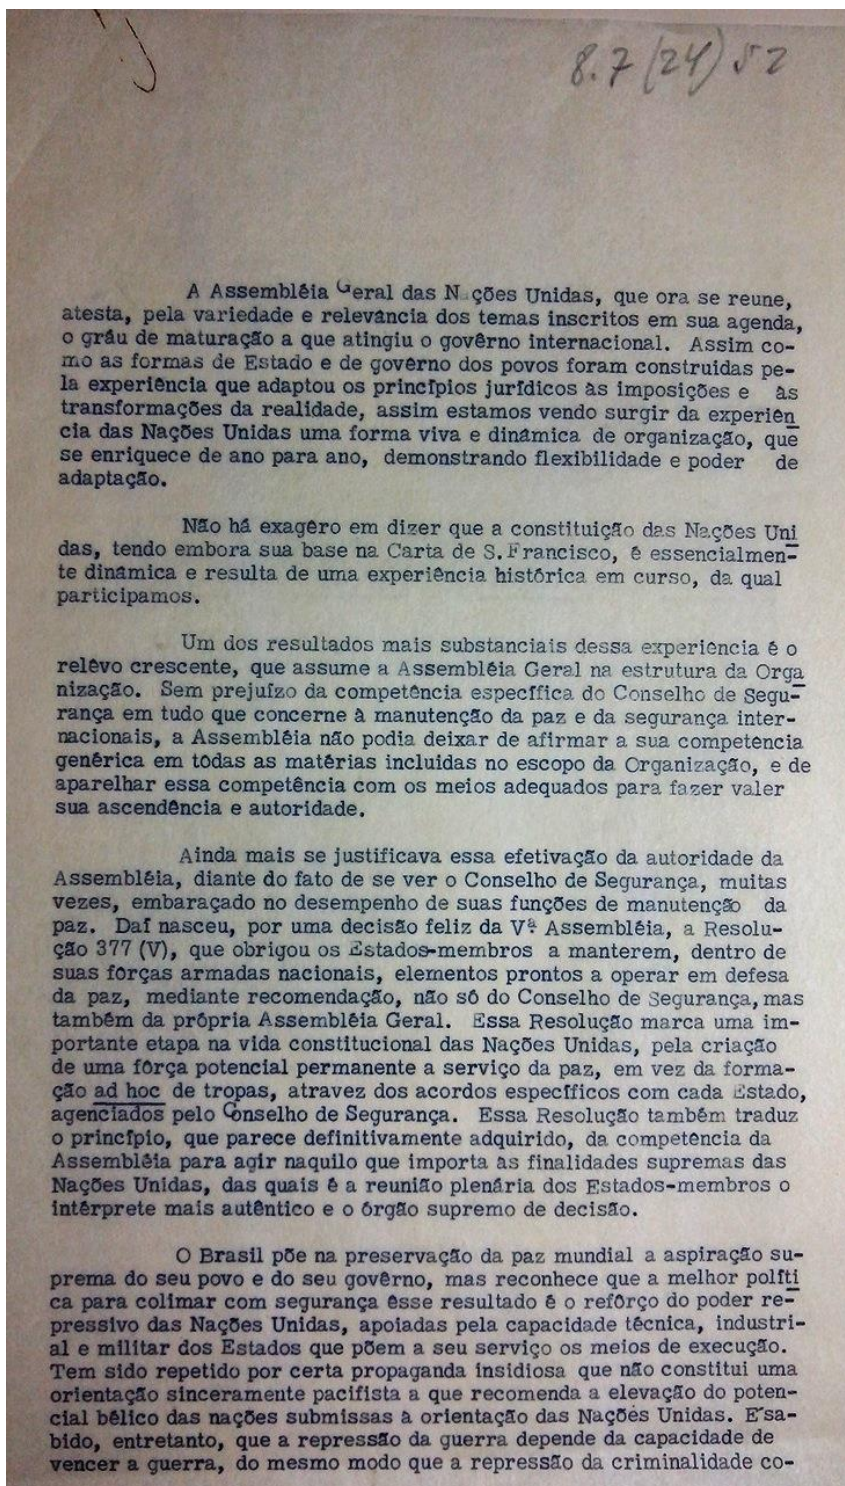 8.7 (24) 52
A Assembléia Geral das Nações Unidas, que ora se reune,
atesta, pela variedade e relevância dos temas inscritos em sua agenda,
o gráu de maturação a que atingiu o govêrno internacional. Assim co-
mo as formas de Estado e de govêrno dos povos foram construidas pe-
la experiência que adaptou os princípios jurídicos às imposições e às
transformações da realidade, assim estamos vendo surgir da experiên
cia das Nações Unidas uma forma viva e dinâmica de organização, que
se enriquece de ano para ano, demonstrando flexibilidade e poder de
adaptação.
Não há exagêro em dizer que a constituição das Nações Uni
das, tendo embora sua base na Carta de S. Francisco, é essencialmen-
te dinâmica e resulta de uma experiência histórica em curso, da qual
participamos.
Um dos resultados mais substanciais dessa experiência é o
relêvo crescente, que assume a Assembléia Geral na estrutura da Orga
nização. Sem prejuízo da competência específica do Conselho de Segu-
rança em tudo que concerne à manutenção da paz e da segurança inter-
nacionais, a Assembléia não podia deixar de afirmar a sua competência
genérica em tôdas as matérias incluidas no escopo da Organização, e de
aparelhar essa competência com os meios adequados para fazer valer
sua ascendência e autoridade.
Ainda mais se justificava essa efetivação da autoridade da
Assembléia, diante do fato de se ver o Conselho de Segurança, muitas
vezes, embaraçado no desempenho de suas funções de manutenção da
paz. Daí nasceu, por uma decisão feliz da Vª Assembléia, a Resolu-
ção 377 (V), que obrigou os Estados-membros a manterem, dentro de
suas fôrças armadas nacionais, elementos prontos a operar em defesa
da paz, mediante recomendação, não só do Conselho de Segurança, mas
também da própria Assembléia Geral. Essa Resolução marca uma im-
portante etapa na vida constitucional das Nações Unidas, pela criação
de uma fôrça potencial permanente a serviço da paz, em vez da forma-
ção ad hoc de tropas, atravez dos acordos específicos com cada Estado,
agenciados pelo Conselho de Segurança. Essa Resolução também traduz
o princípio, que parece definitivamente adquirido, da competência da
Assembléia para agir naquilo que importa às finalidades supremas das
Nações Unidas, das quais é a reunião plenária dos Estados-membros o
intérprete mais autêntico e o órgão supremo de decisão.
O Brasil põe na preservação da paz mundial a aspiração su-
prema do seu povo e do seu govêrno, mas reconhece que a melhor políti
ca para colimar com segurança êsse resultado é o refôrço do poder re-
pressivo das Nações Unidas, apoiadas pela capacidade técnica, industri-
al e militar dos Estados que põem a seu serviço os meios de execução.
Tem sido repetido por certa propaganda insidiosa que não constitui uma
orientação sinceramente pacifista a que recomenda a elevação do poten-
cial bélico das nações submissas à orientação das Nações Unidas. É sa-
bido, entretanto, que a repressão da guerra depende da capacidade de
vencer a guerra, do mesmo modo que a repressão da criminalidade co-